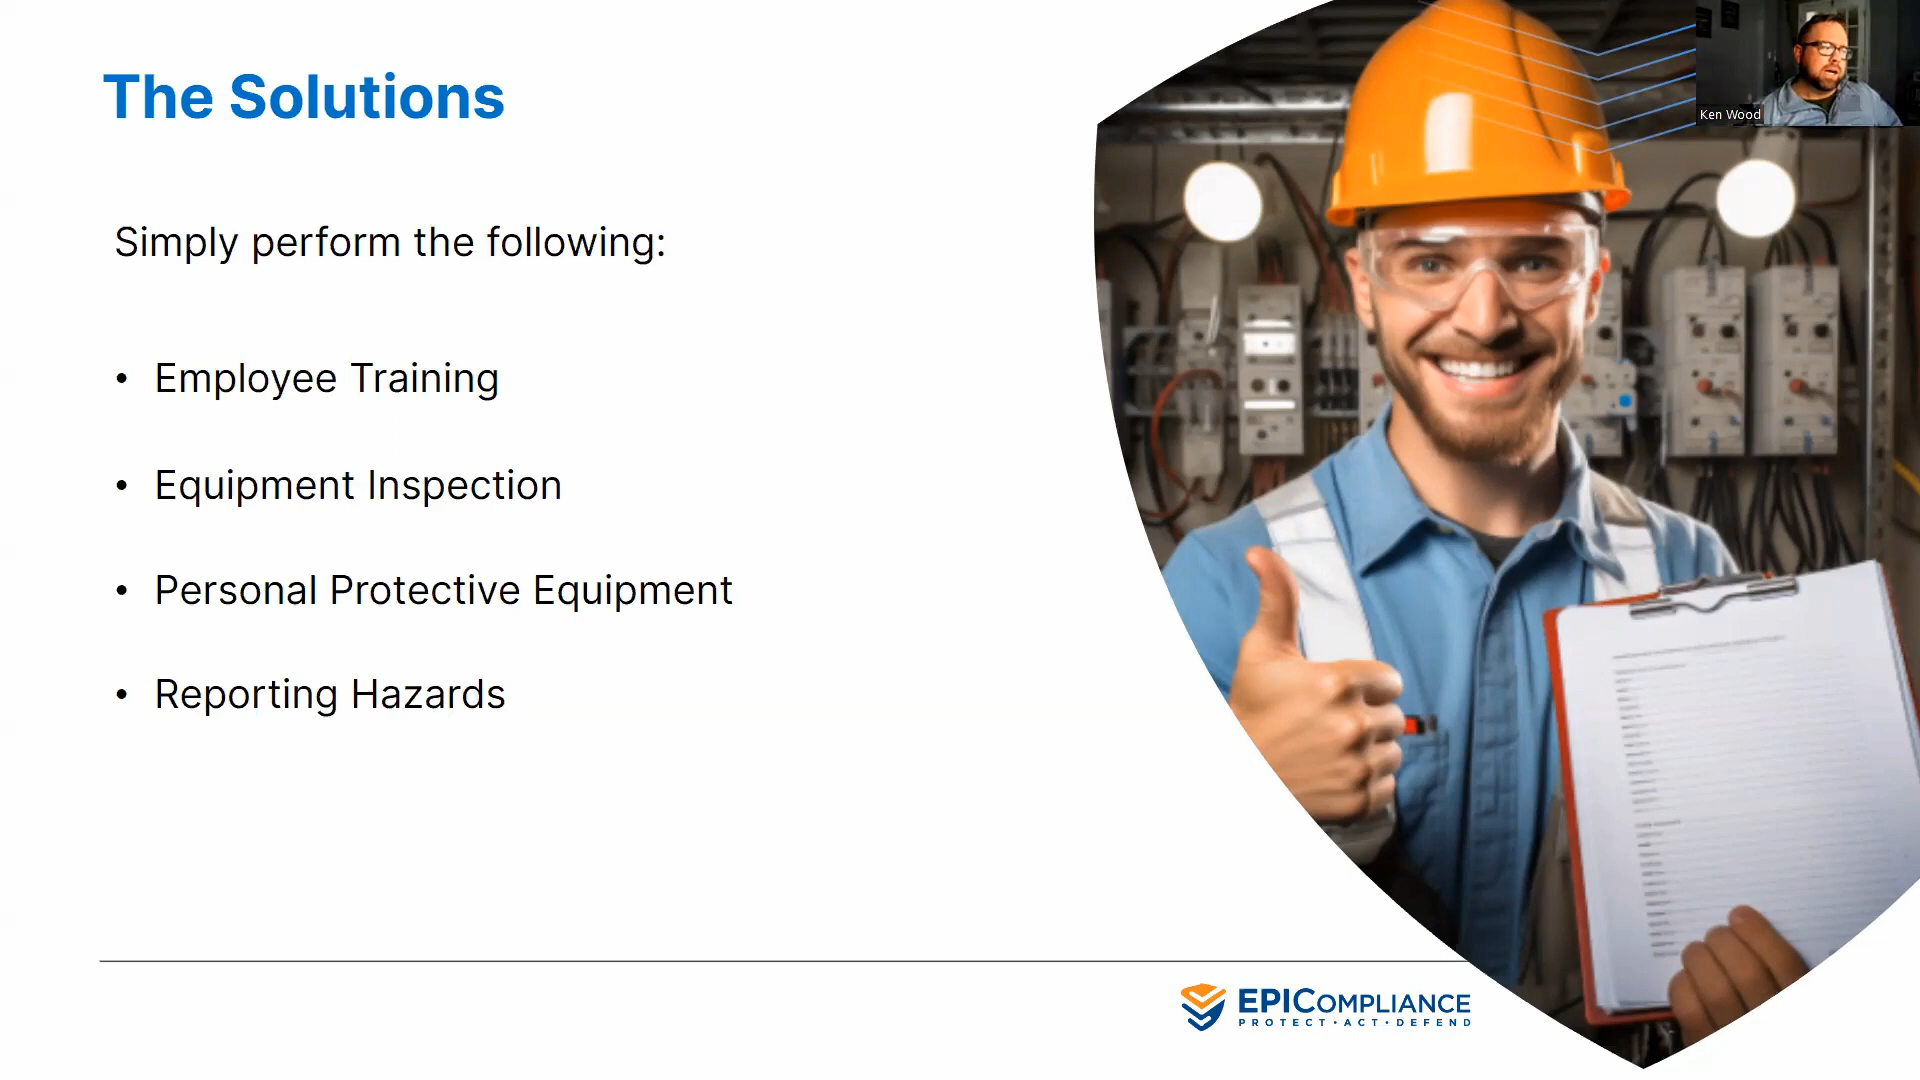 The Solutions
Ken Wood
Simply perform the following:
• Employee Training
• Equipment Inspection
• Personal Protective Equipment
• Reporting Hazards
EPICOMPLIANCE
PROTECT • ACT • DEFEND